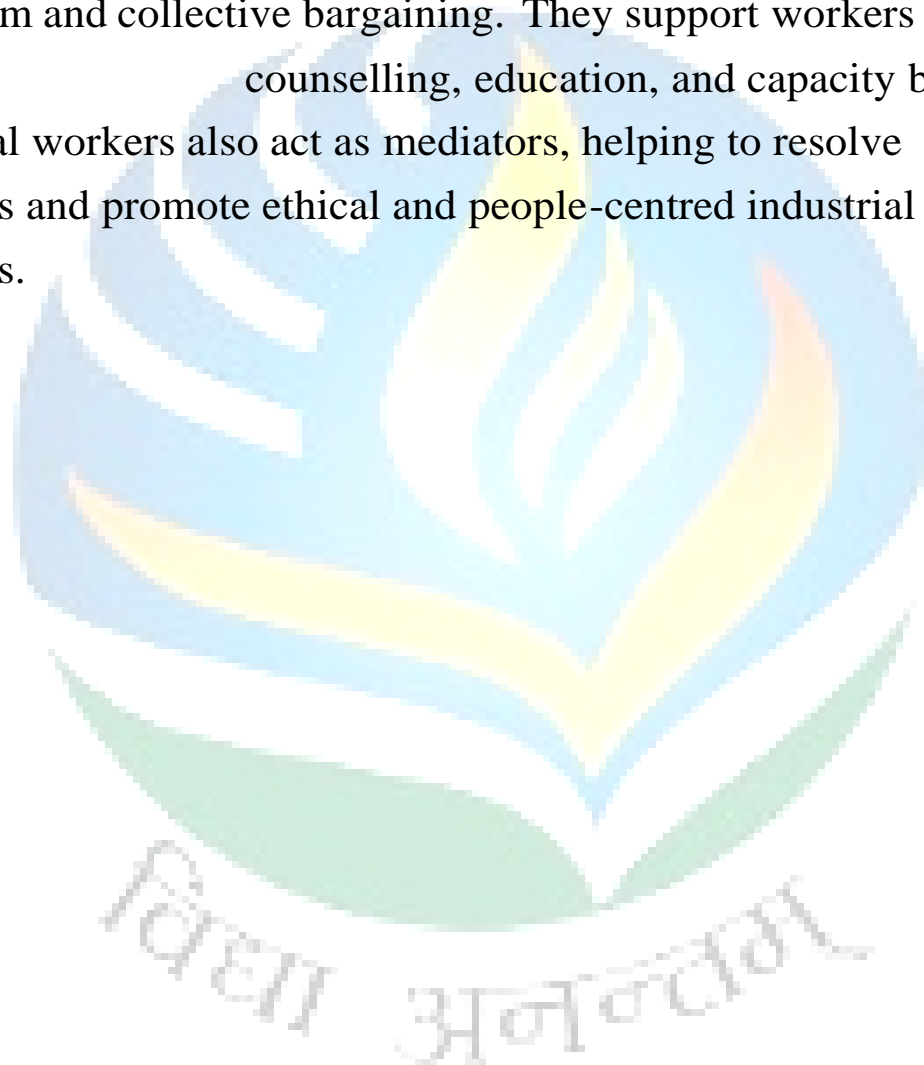 m and collective bargaining. They support workers
counselling, education, and capacity b
al workers also act as mediators, helping to resolve
s and promote ethical and people-centred industrial
s.
विद्या अनन्तम्